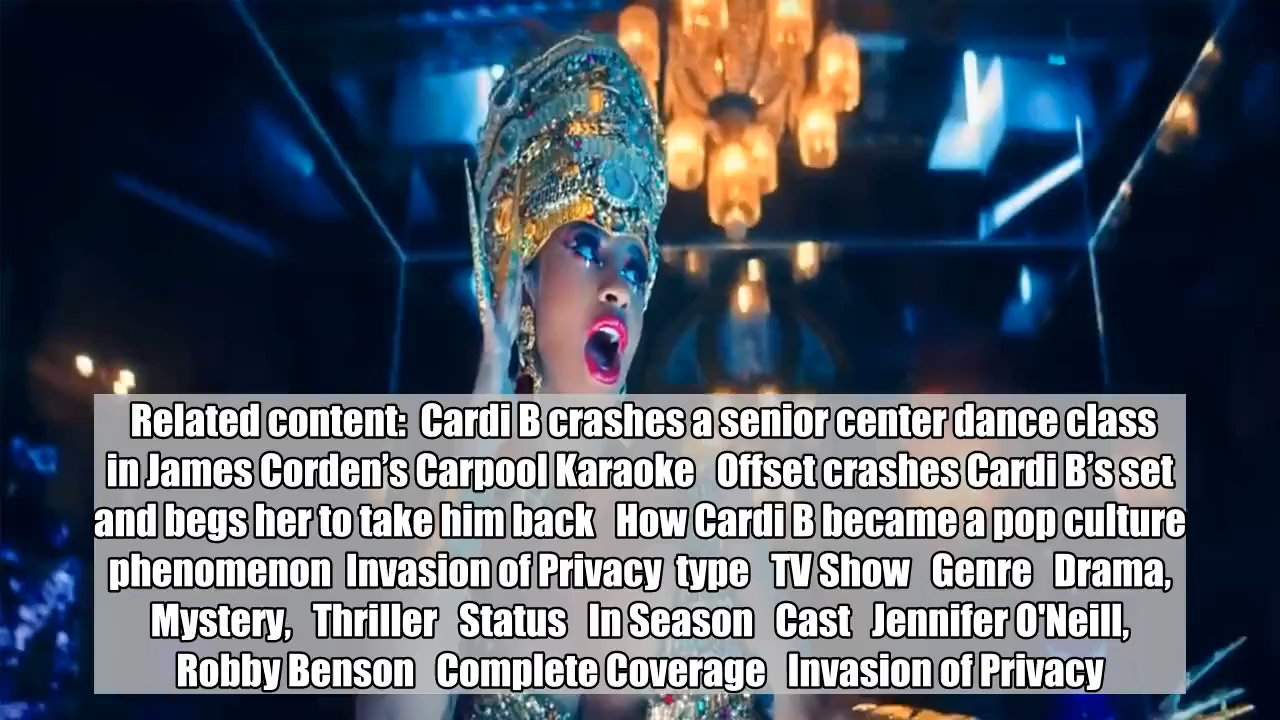 Related content: Cardi B crashes a senior center dance class
in James Corden’s Carpool Karaoke Offset crashes Cardi B’s set
and begs her to take him back How Cardi B became a pop culture
phenomenon Invasion of Privacy type TV Show Genre Drama,
Mystery, Thriller Status In Season Cast Jennifer O'Neill,
Robby Benson Complete Coverage Invasion of Privacy